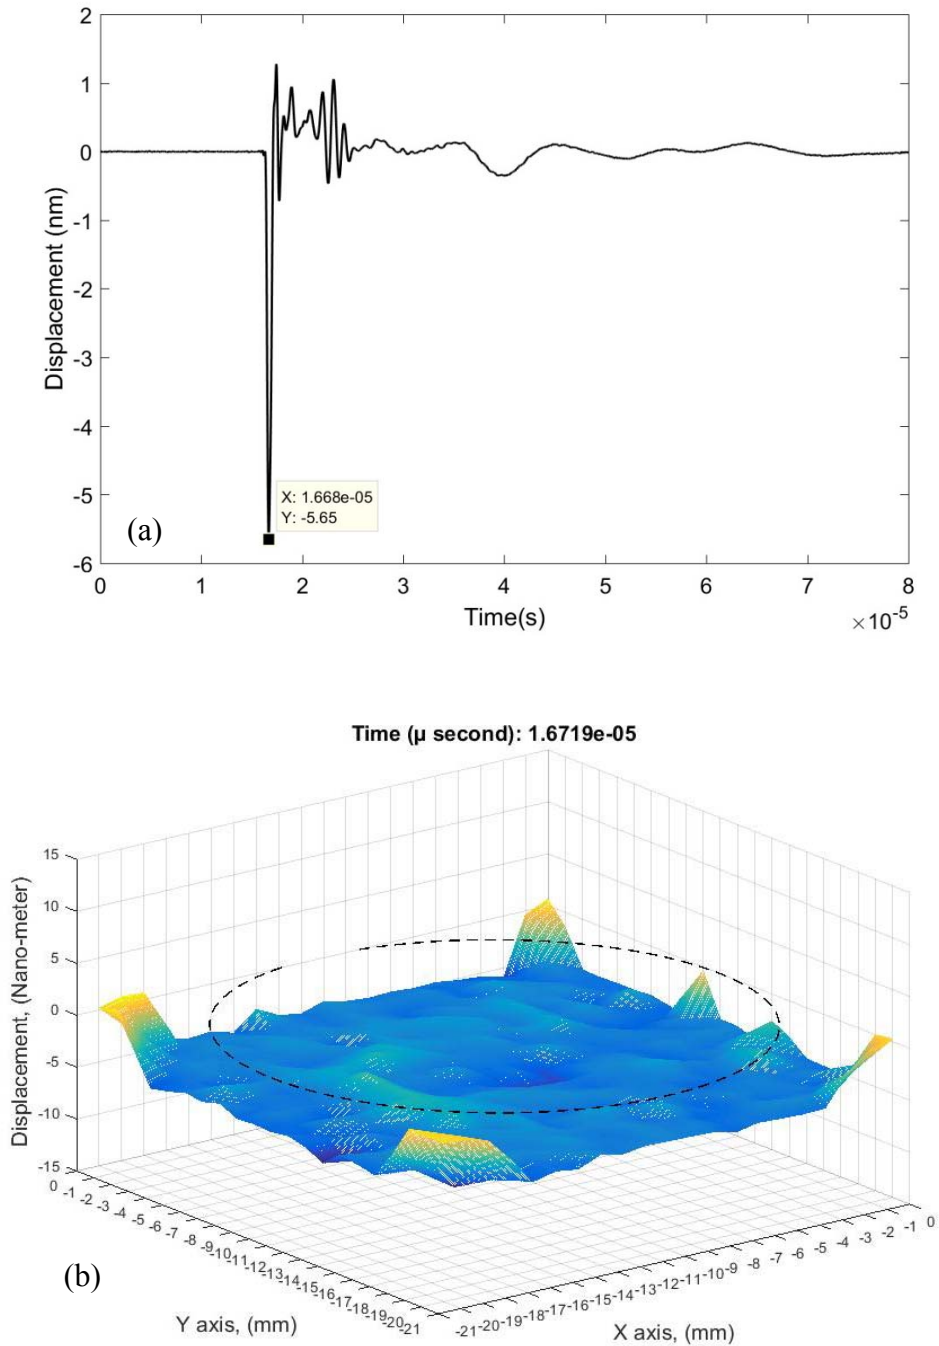 2
1
0
-1
-2
-3
-4
-5
-6
Displacement (nm)
X: 1.668e-05
Y: -5.65
(a)
0 1 2 3 4 5 6 7 8
Time(s)
×10-5
Time (μ second): 1.6719e-05
15
10
5
0
-5
-10
-15
Displacement, (Nano-meter)
0 -1 -2 -3 -4 -5 -6 -7 -8 -9 -10 -11 -12 -13 -14 -15 -16 -17 -18 -19 -20 -21
Y axis, (mm)
-21 -20 -19 -18 -17 -16 -15 -14 -13 -12 -11 -10 -9 -8 -7 -6 -5 -4 -3 -2 -1 0
X axis, (mm)
(b)